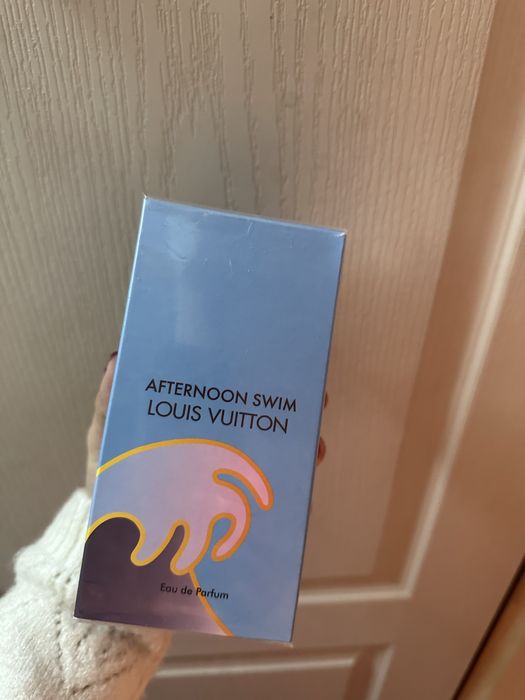 AFTERNOON SWIM
LOUIS VUITTON
Eau de Parfum